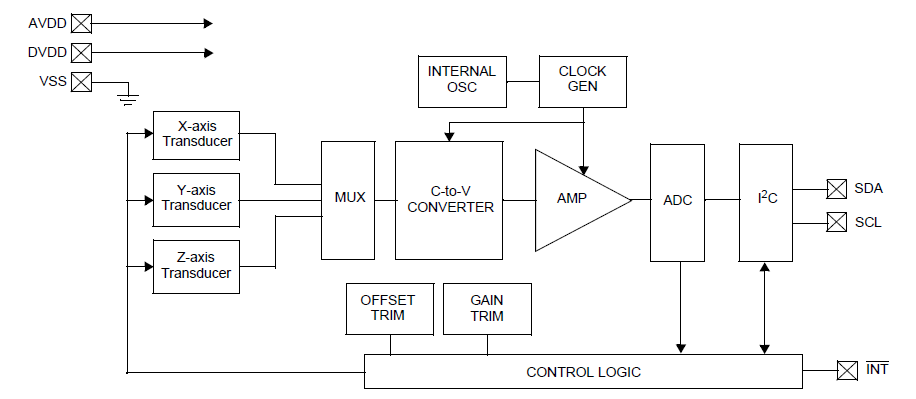 AVDD
DVDD
VSS
INTERNAL
OSC
CLOCK
GEN
X-axis
Transducer
Y-axis
Transducer
Z-axis
Transducer
MUX
C-to-V
CONVERTER
AMP
ADC
I²C
SDA
SCL
OFFSET
TRIM
GAIN
TRIM
CONTROL LOGIC
I̅N̅T̅